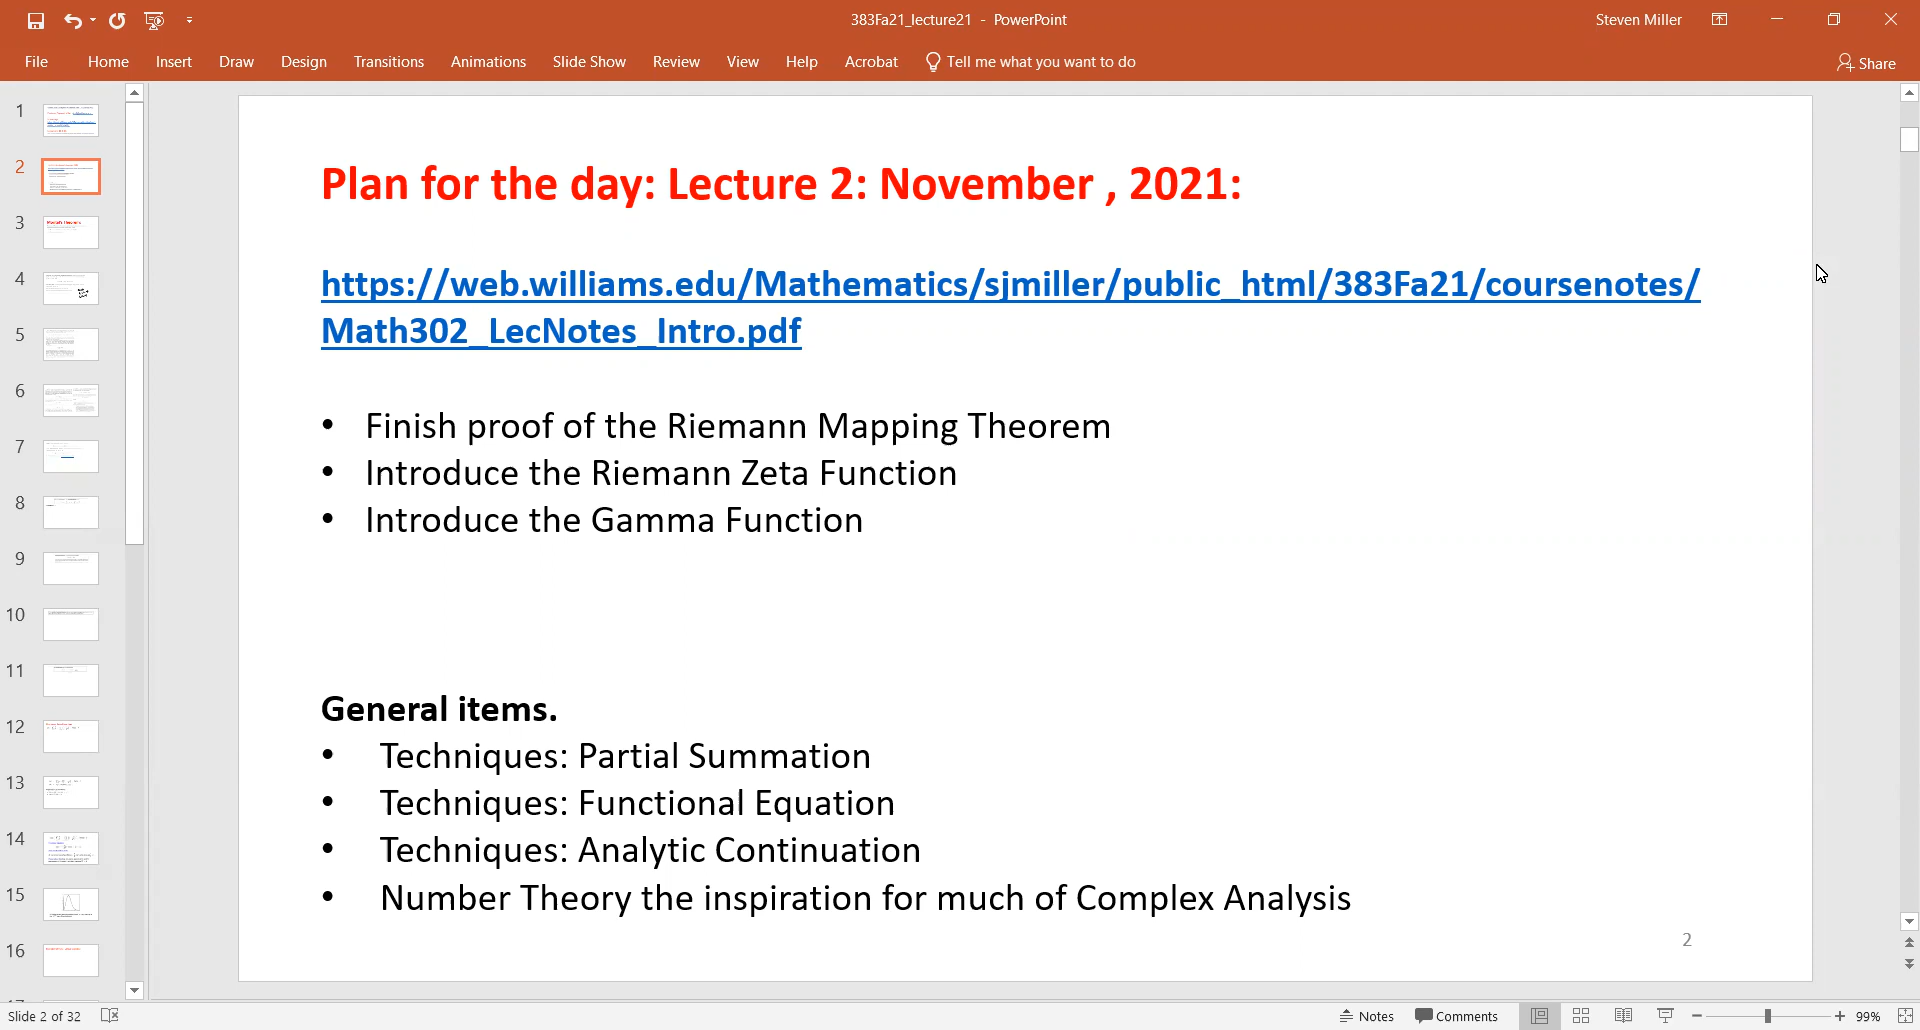 383Fa21_lecture21 - PowerPoint
Steven Miller
File Home Insert Draw Design Transitions Animations Slide Show Review View Help Acrobat Tell me what you want to do Share
1
2
3
4
5
6
7
8
9
10
11
12
13
14
15
16
Plan for the day: Lecture 2: November , 2021:
https://web.williams.edu/Mathematics/sjmiller/public_html/383Fa21/coursenotes/
Math302_LecNotes_Intro.pdf
• Finish proof of the Riemann Mapping Theorem
• Introduce the Riemann Zeta Function
• Introduce the Gamma Function
General items.
• Techniques: Partial Summation
• Techniques: Functional Equation
• Techniques: Analytic Continuation
• Number Theory the inspiration for much of Complex Analysis
2
Slide 2 of 32
Notes Comments 99%